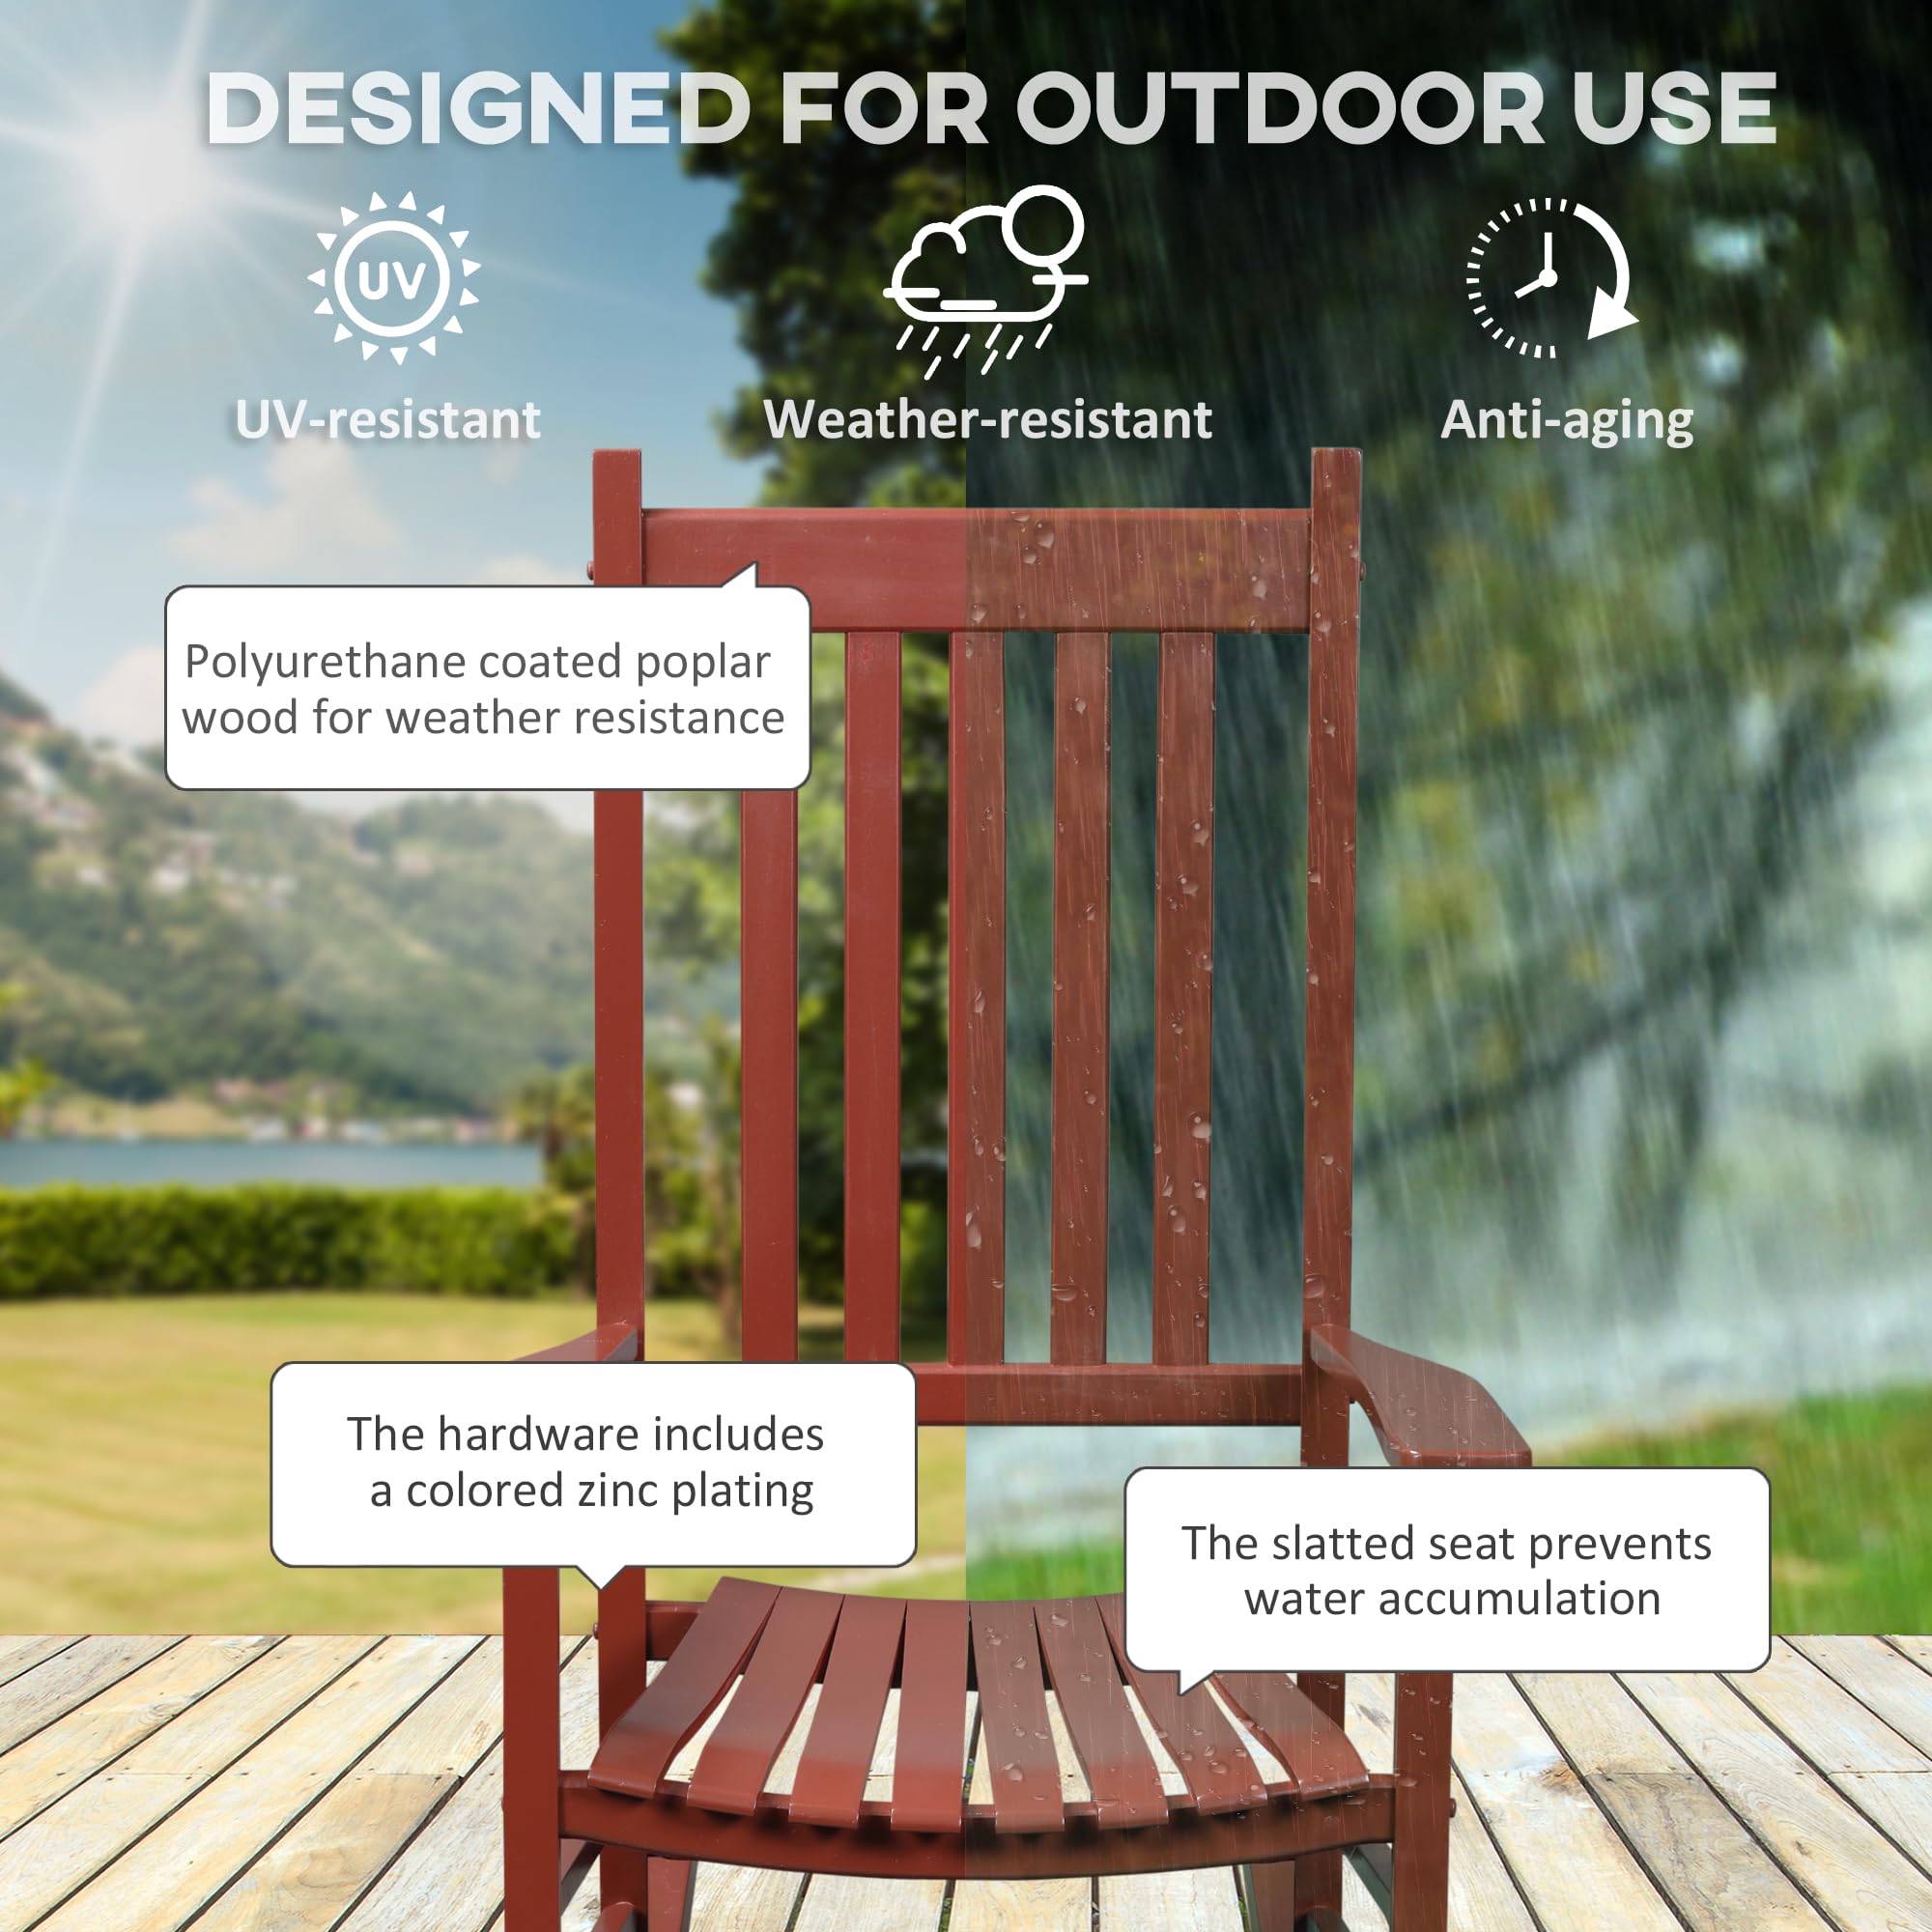 DESIGNED FOR OUTDOOR USE
UV
UV-resistant
Weather-resistant
Anti-aging
Polyurethane coated poplar
wood for weather resistance
The hardware includes
a colored zinc plating
The slatted seat prevents
water accumulation